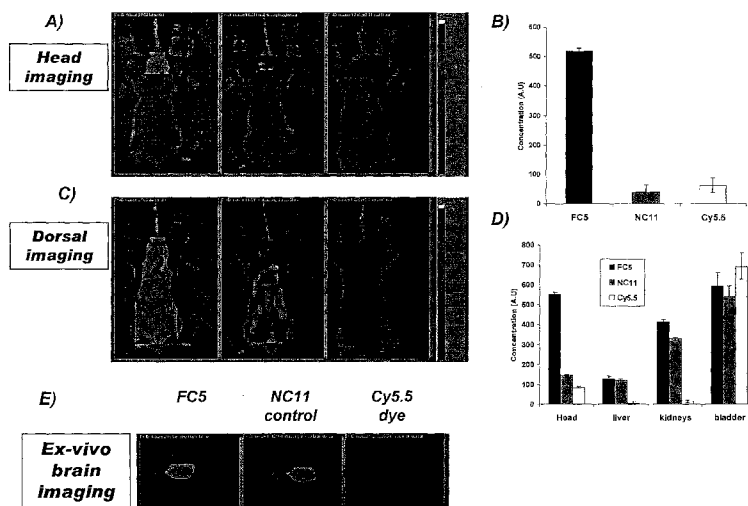 A)
Head
imaging
B)
Concentration (A.U)
600
500
400
300
200
100
0
FC5 NC11 Cy5.5
C)
Dorsal
imaging
D)
Concentration (A.U)
800
700
600
500
400
300
200
100
0
FC5
NC11
Cy5.5
Head liver kidneys bladder
E)
FC5 NC11 Cy5.5
control dye
Ex-vivo
brain
imaging